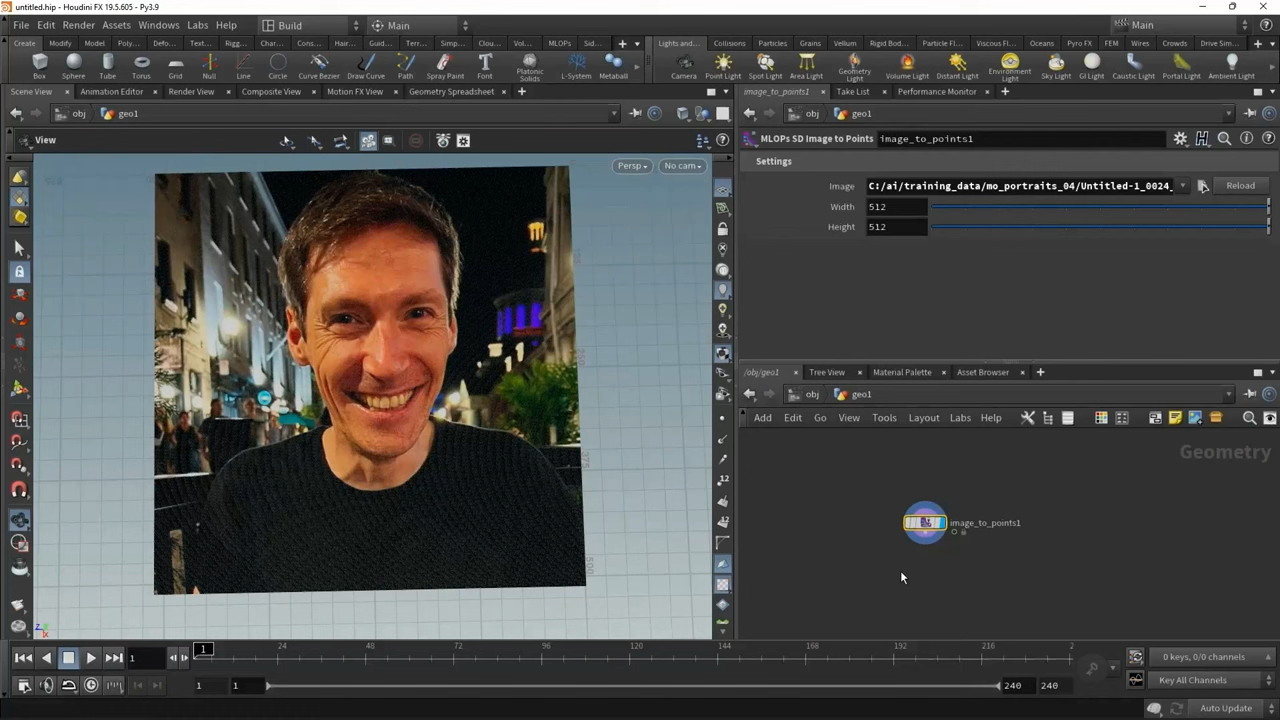 untitled.hip - Houdini FX 19.5.605 - Py3.9
File Edit Render Assets Windows Labs Help Build Main Main
Create Modify Model Poly... Defo... Text... Rigg... Char... Cons... Hair... Guid... Terr... Simp... Clou... Vol... MLOPs Sid... Lights and... Collisions Particles Grains Vellum Rigid Bod... Particle Fl... Viscous Fl... Oceans Pyro FX FEM Wires Crowds Drive Sim...
Box Sphere Tube Torus Grid Null Line Circle Curve Bezier Draw Curve Path Spray Paint Font Platonic Solids L-System Metaball Camera Point Light Spot Light Area Light Geometry Light Volume Light Distant Light Environment Light Sky Light GI Light Caustic Light Portal Light Ambient Light
Scene View Animation Editor Render View Composite View Motion FX View Geometry Spreadsheet image_to_points1 Take List Performance Monitor
obj geo1 obj geo1
View MLOPs SD Image to Points image_to_points1
Persp No cam Settings
Image C:/ai/training_data/mo_portraits_04/Untitled-1_0024_ Reload
Width 512
Height 512
/obj/geo1 Tree View Material Palette Asset Browser
obj geo1
Add Edit Go View Tools Layout Labs Help
Geometry
image_to_points1
1 24 48 72 96 120 144 168 192 216 2
1 0 keys, 0/0 channels
1 1 240 240 Key All Channels
Auto Update